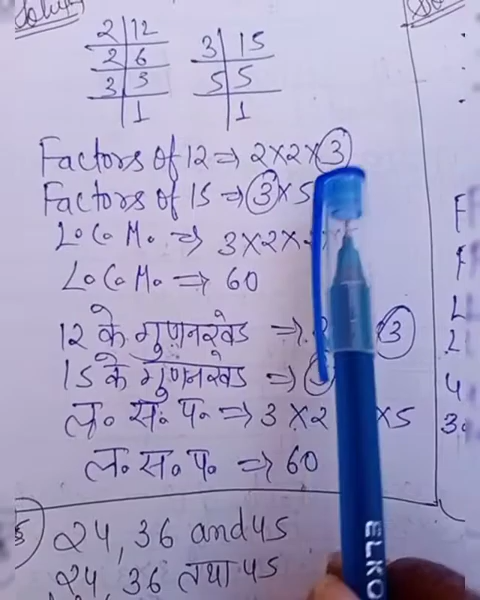 Solution
2 | 12
2 | 6
3 | 3
1
3 | 15
5 | 5
1
Factors of 12 => 2×2×3
Factors of 15 => 3×5
L.C.M. => 3×2×
L.C.M. => 60
12 के गुणनखंड => 3
15 के गुणनखंड =>
ल. स. प. => 3×2 ×5
ल. स. प. => 60
24, 36 and 45
24, 36 तथा 45
ELKO